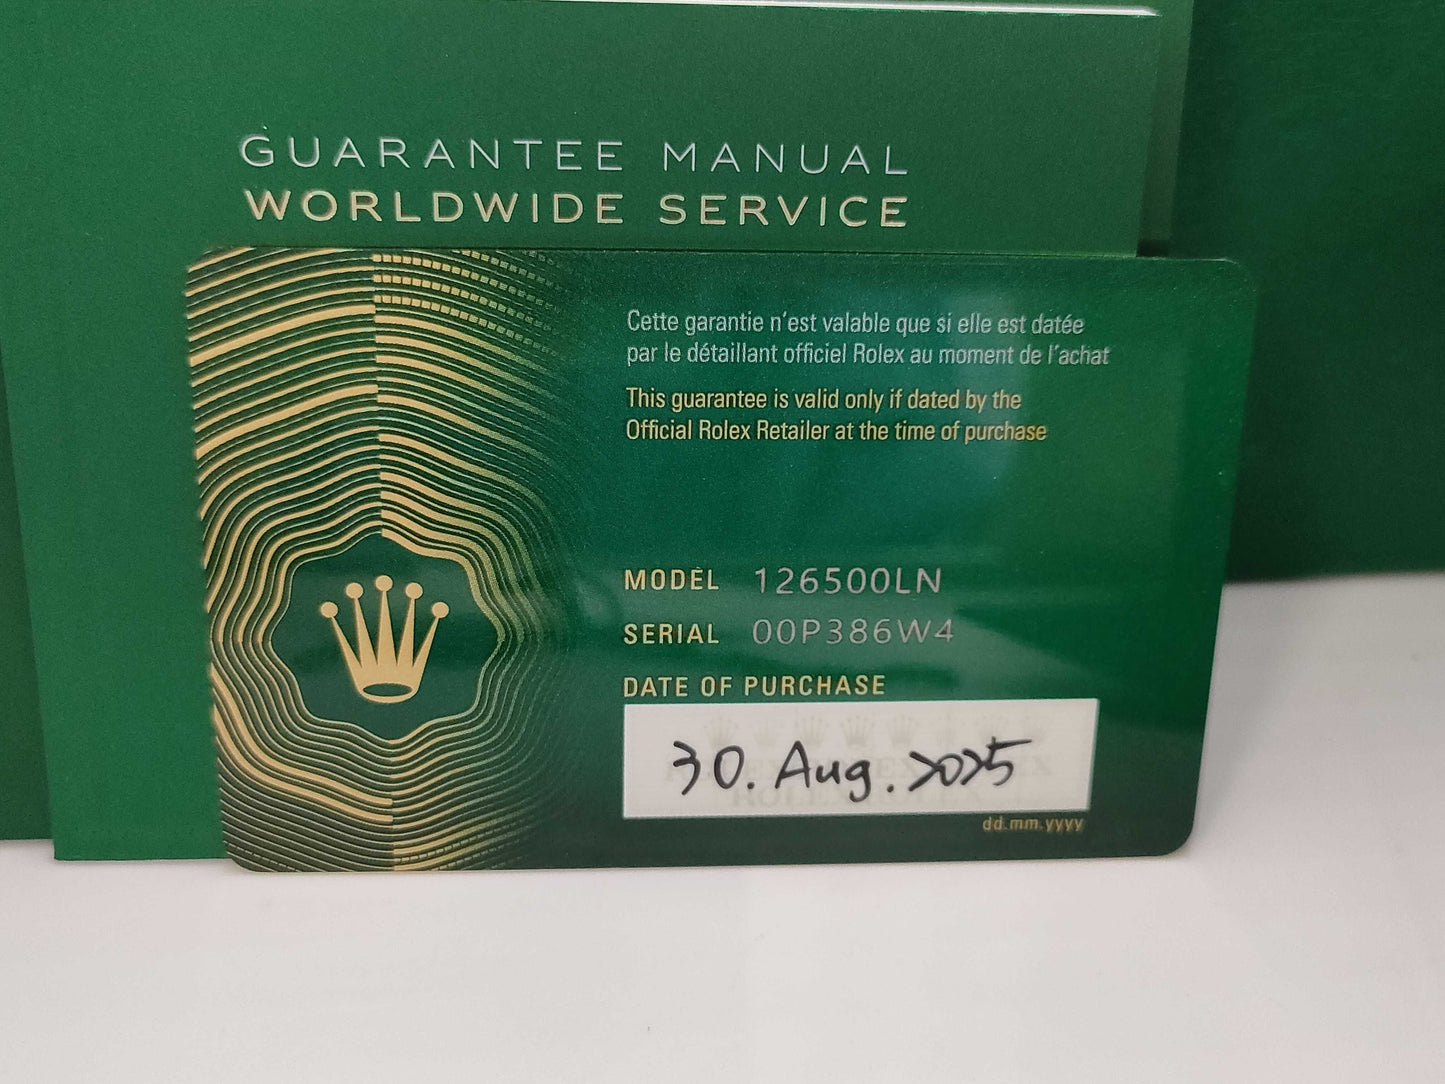 GUARANTEE MANUAL
WORLDWIDE SERVICE
Cette garantie n'est valable que si elle est datée
par le détaillant officiel Rolex au moment de l'achat
This guarantee is valid only if dated by the
Official Rolex Retailer at the time of purchase
MODEL 126500LN
SERIAL 00P386W4
DATE OF PURCHASE
30. Aug. 2025
dd.mm.yyyy